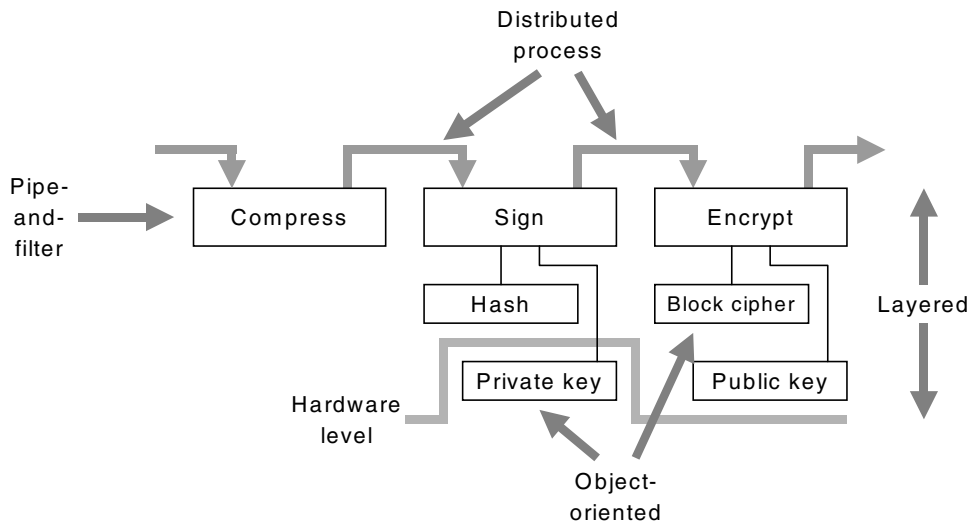 Distributed
process
Pipe-
and-
filter
Compress
Sign
Encrypt
Hash
Block cipher
Layered
Private key
Public key
Hardware
level
Object-
oriented